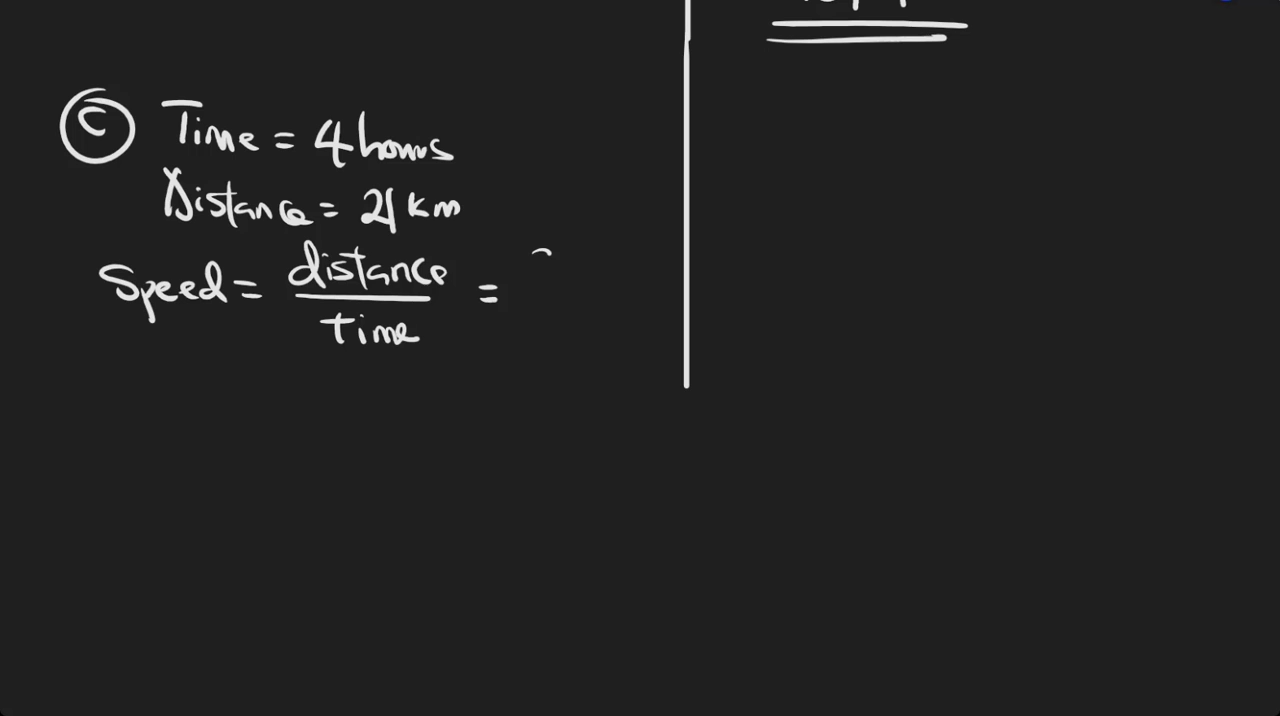 C Time = 4 hours
Distance = 21 km
Speed = distance / time =